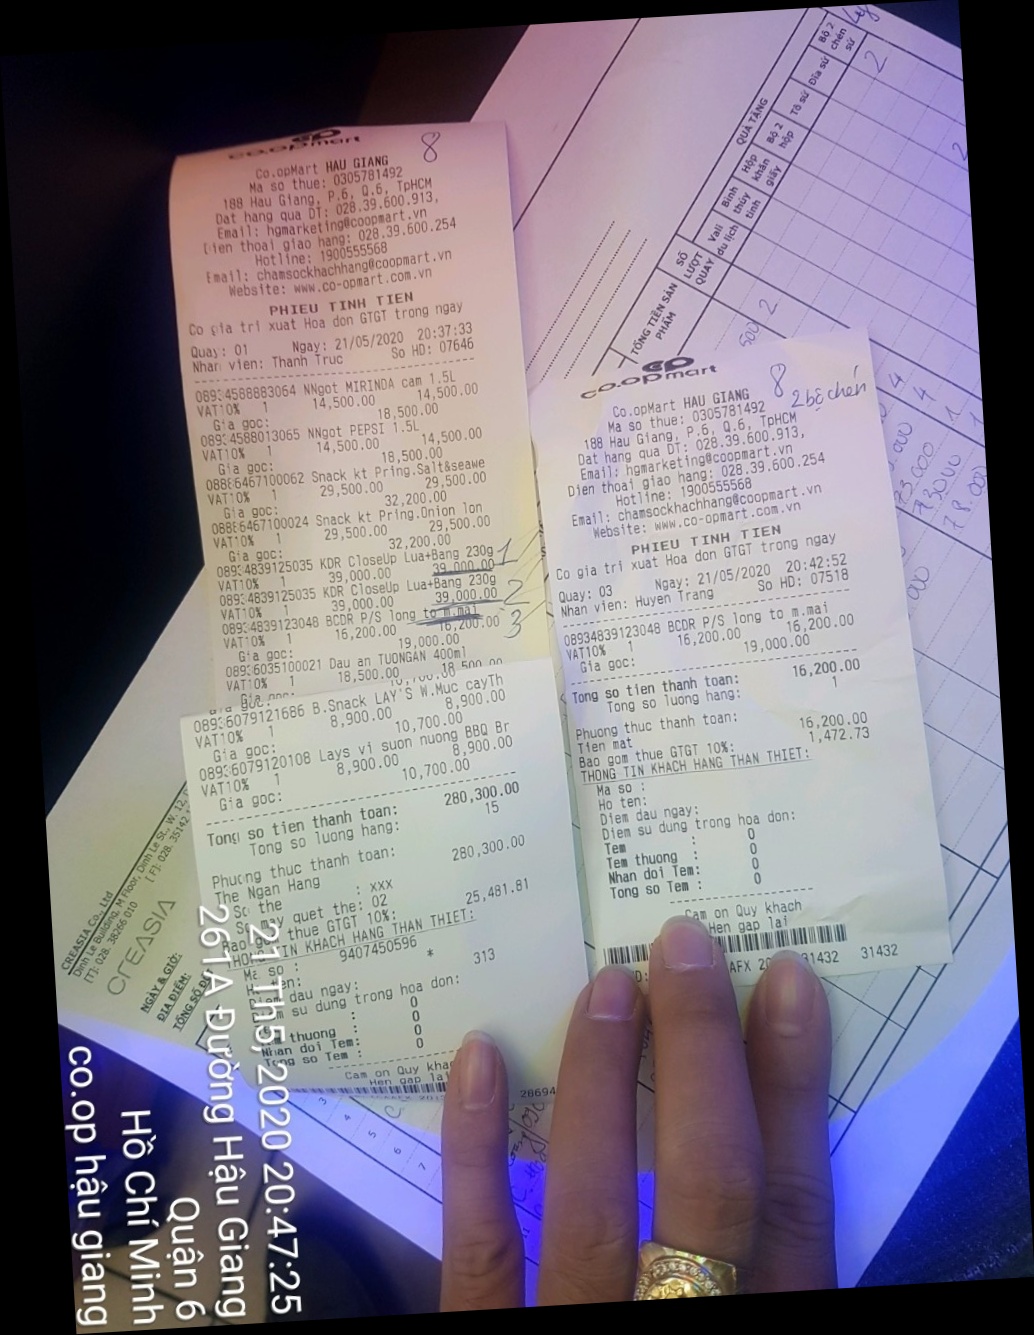 co.opmart
8
Co.opMart HAU GIANG
Ma so thue: 0305781492
188 Hau Giang, P.6, Q.6, TpHCM
Dat hang qua DT: 028.39.600.913,
Email: hgmarketing@coopmart.vn
Dien thoai giao hang: 028.39.600.254
Hotline: 1900555568
Email: chamsockhachhang@coopmart.vn
Website: www.co-opmart.com.vn
PHIEU TINH TIEN
Co gia tri xuat Hoa don GTGT trong ngay
Quay: 01 Ngay: 21/05/2020 20:37:33
Nhan vien: Thanh Truc So HD: 07646
08934588883064 NNgot MIRINDA cam 1.5L
VAT10% 1 14,500.00 14,500.00
Gia goc: 18,500.00
08934588013065 NNgot PEPSI 1.5L
VAT10% 1 14,500.00 14,500.00
Gia goc: 18,500.00
08886467100062 Snack kt Pring.Salt&seawe
VAT10% 1 29,500.00 29,500.00
Gia goc: 32,200.00
08886467100024 Snack kt Pring.Onion lon
VAT10% 1 29,500.00 29,500.00
Gia goc: 32,200.00
08934839125035 KDR CloseUp Lua+Bang 230g 1
VAT10% 1 39,000.00 39,000.00
08934839125035 KDR CloseUp Lua+Bang 230g 2
VAT10% 1 39,000.00 39,000.00
08934839123048 BCDR P/S long to m.mai 3
VAT10% 1 16,200.00 16,200.00
Gia goc: 19,000.00
08936035100021 Dau an TUONGAN 400ml
VAT10% 1 18,500.00 18,500.00
08936079121686 B.Snack LAY'S W.Muc cayTh
VAT10% 1 8,900.00 8,900.00
Gia goc: 10,700.00
08936079120108 Lays vi suon nuong BBQ Br
VAT10% 1 8,900.00 8,900.00
Gia goc: 10,700.00
Tong so tien thanh toan: 280,300.00
Tong so luong hang: 15
Phuong thuc thanh toan:
The Ngan Hang 280,300.00
So the : xxx
May quet the: 02
Bao gom thue GTGT 10%: 25,481.81
THONG TIN KHACH HANG THAN THIET:
Ma so : 9407450596
Ho ten: *
Diem dau ngay: 313
Diem su dung trong hoa don:
: 0
Tem thuong : 0
Nhan doi Tem: 0
Tong so Tem : 0
Cam on Quy khach
Hen gap lai
28694
co.opmart
8
2 bộ chén
Co.opMart HAU GIANG
Ma so thue: 0305781492
188 Hau Giang, P.6, Q.6, TpHCM
Dat hang qua DT: 028.39.600.913,
Email: hgmarketing@coopmart.vn
Dien thoai giao hang: 028.39.600.254
Hotline: 1900555568
Email: chamsockhachhang@coopmart.vn
Website: www.co-opmart.com.vn
PHIEU TINH TIEN
Co gia tri xuat Hoa don GTGT trong ngay
Quay: 03 Ngay: 21/05/2020 20:42:52
Nhan vien: Huyen Trang So HD: 07518
08934839123048 BCDR P/S long to m.mai
VAT10% 1 16,200.00 16,200.00
Gia goc: 19,000.00
Tong so tien thanh toan: 16,200.00
Tong so luong hang: 1
Phuong thuc thanh toan:
Tien mat 16,200.00
Bao gom thue GTGT 10%: 1,472.73
THONG TIN KHACH HANG THAN THIET:
Ma so :
Ho ten:
Diem dau ngay:
Diem su dung trong hoa don:
Tem : 0
Tem thuong : 0
Nhan doi Tem: 0
Tong so Tem : 0
Cam on Quy khach
Hen gap lai
31432 31432
TỔNG TIỀN SẢN PHẨM
SỐ LƯỢT QUAY
QUÀ TẶNG
Vali du lịch
Bình thủy tinh
Hộp khăn giấy
Bộ 2 hộp
Tô sứ
Đĩa sứ
Bộ 2 chén sứ
2
2
2
CREASIA Co., Ltd
Dinh Le Building, M Floor, Dinh Le St., W. 12,
[T]: 028. 38266 010 [F]: 028. 35142
CREASIA
NGÀY & GIỜ:
ĐỊA ĐIỂM:
3
4
5
6
7
21 Th5, 2020 20:47:25
261A Đường Hậu Giang
Quận 6
Hồ Chí Minh
co.op hậu giang